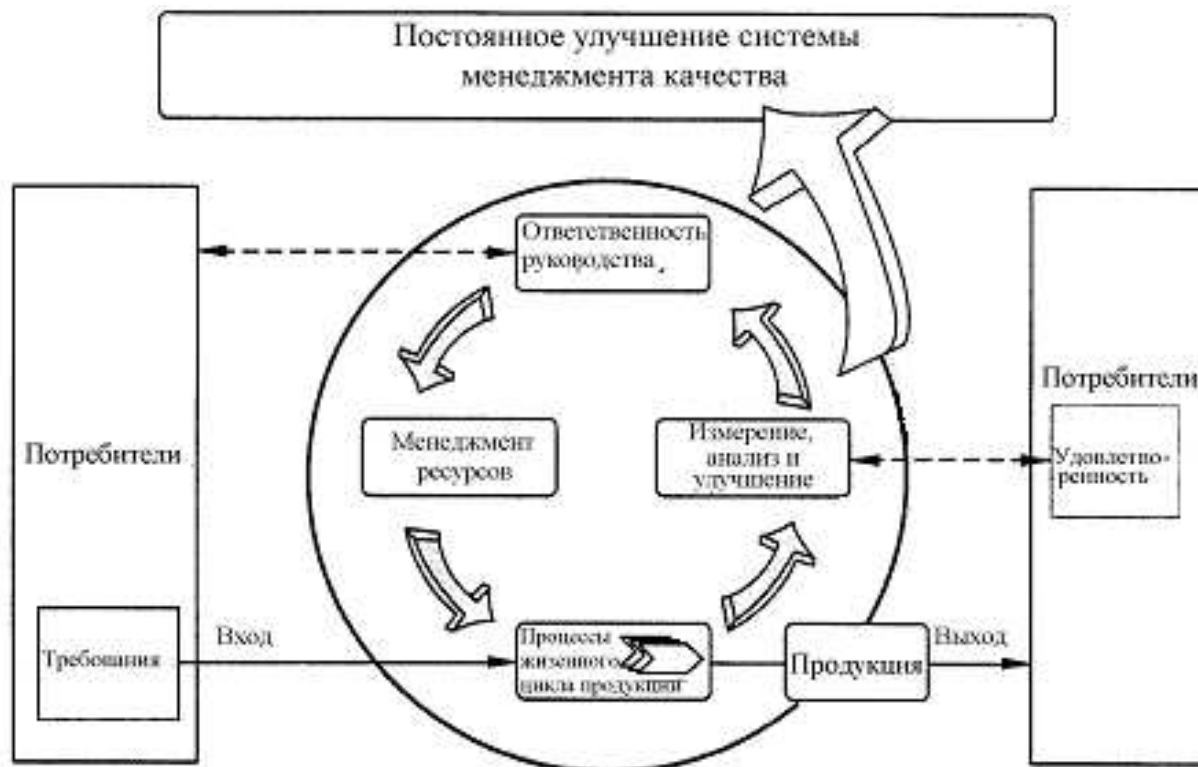 Постоянное улучшение системы
менеджмента качества
Ответственность
руководства
Потребители
Менеджмент
ресурсов
Измерение,
анализ и
улучшение
Потребители
Удовлетво-
ренность
Требования
Вход
Процессы
жизенного
цикла продукции
Продукция
Выход